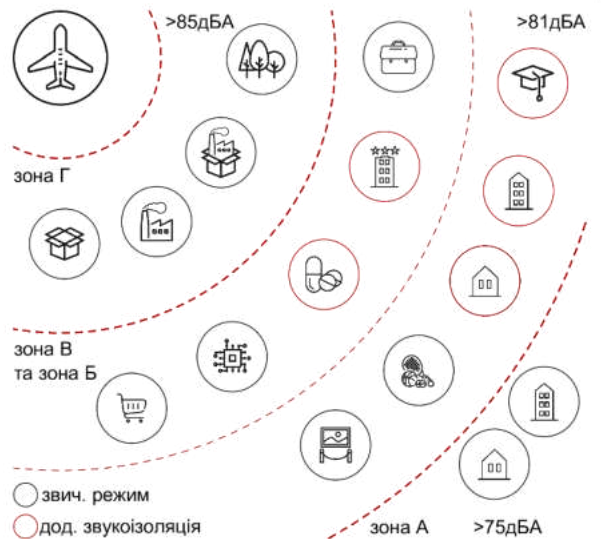 >85дБА
>81дБА
зона Г
зона В
та зона Б
звич. режим
дод. звукоізоляція
зона А
>75дБА